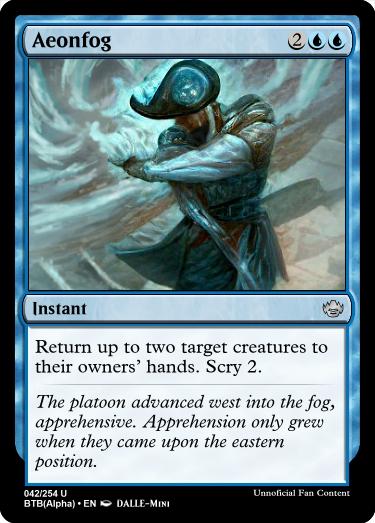 Aeonfog
2
Instant
Return up to two target creatures to
their owners' hands. Scry 2.
The platoon advanced west into the fog,
apprehensive. Apprehension only grew
when they came upon the eastern
position.
042/254 U
BTB(Alpha) • EN DALLE-Mini
Unnoficial Fan Content